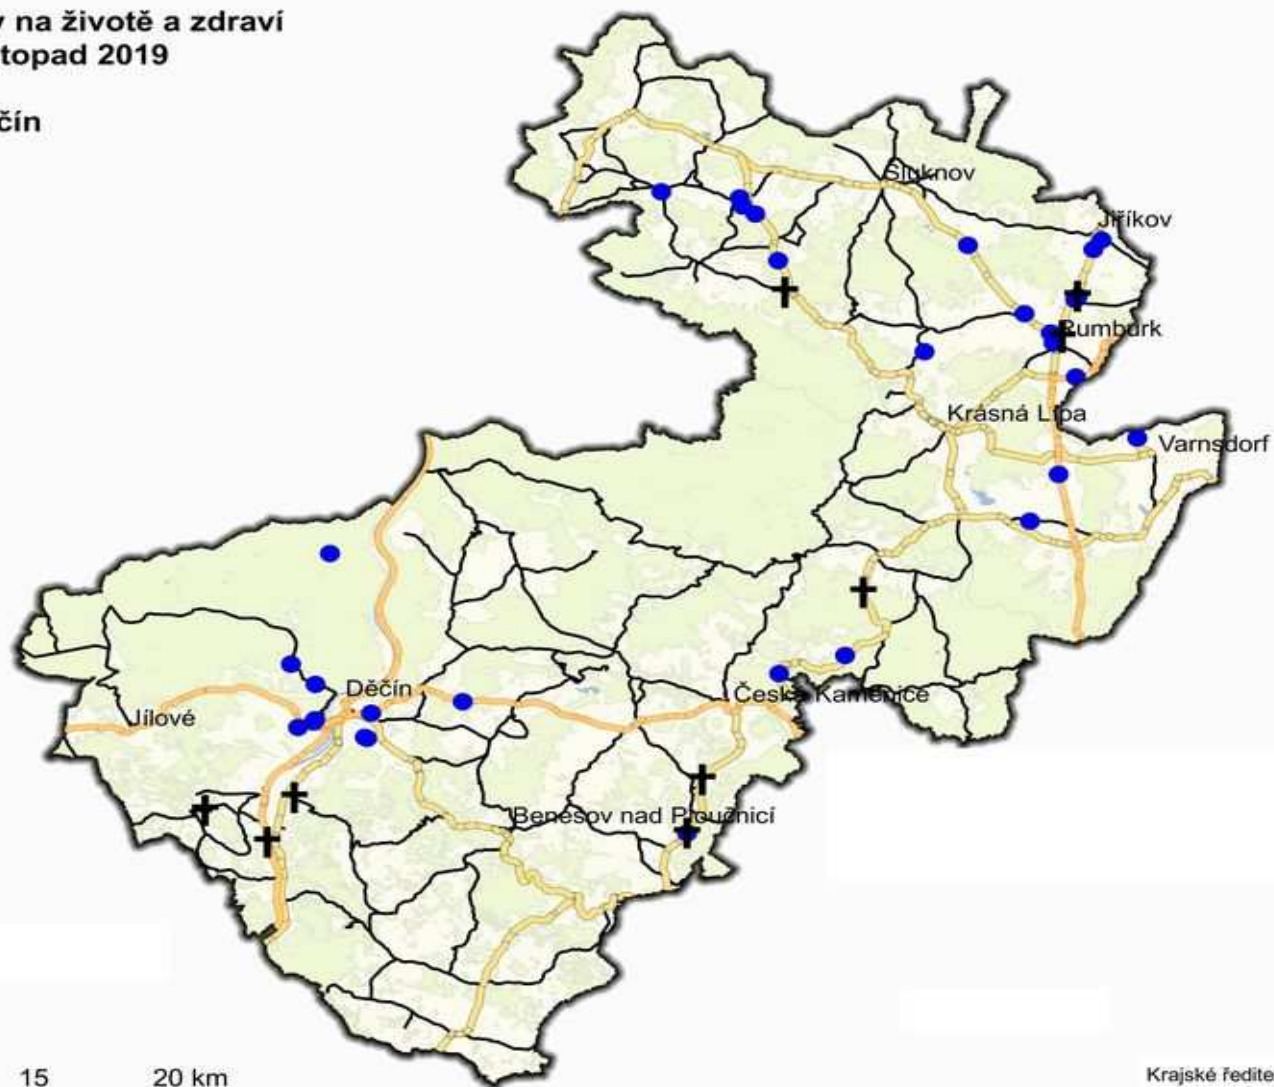 y na životě a zdraví
topad 2019
čín
Šluknov
Jiříkov
Rumburk
Krásná Lípa
Varnsdorf
Děčín
Česká Kamenice
Jílové
Benešov nad Ploučnicí
15 20 km
Krajské ředite